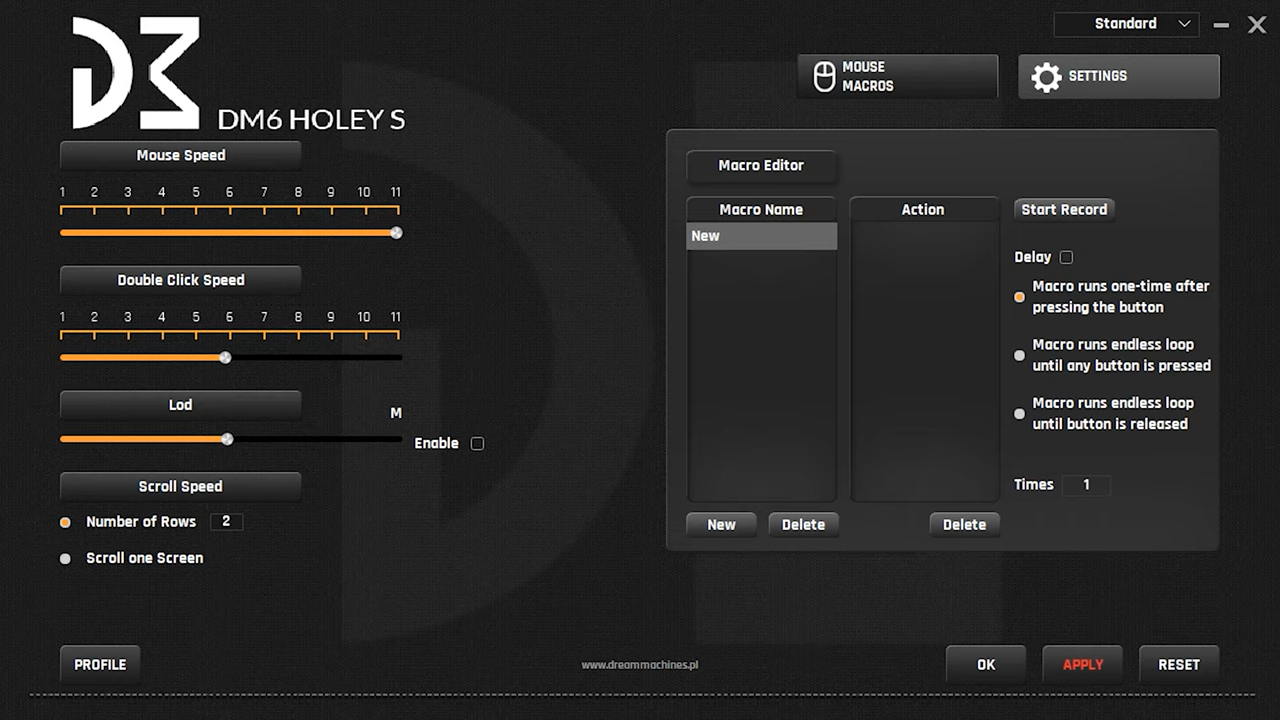 Standard
MOUSE
MACROS
SETTINGS
DM
DM6 HOLEY S
Mouse Speed
1 2 3 4 5 6 7 8 9 10 11
Double Click Speed
1 2 3 4 5 6 7 8 9 10 11
Lod
M
Enable
Scroll Speed
Number of Rows 2
Scroll one Screen
Macro Editor
Macro Name
New
Action
Start Record
Delay
Macro runs one-time after
pressing the button
Macro runs endless loop
until any button is pressed
Macro runs endless loop
until button is released
Times 1
New Delete Delete
PROFILE
www.dreammachines.pl
OK APPLY RESET